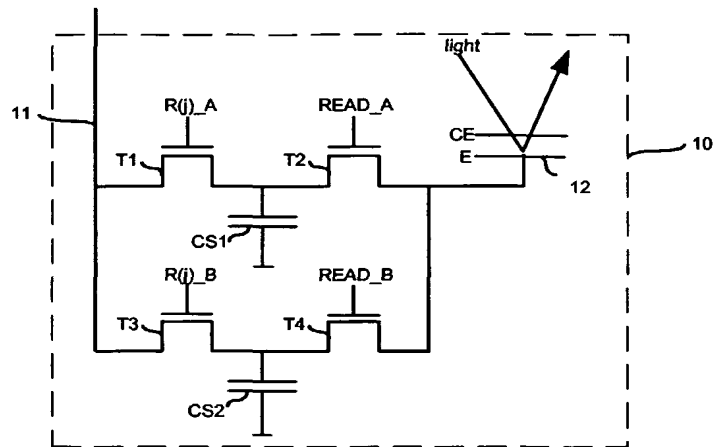 light
11
R(j)_A
READ_A
CE
10
T1
T2
E
12
CS1
R(j)_B
READ_B
T3
T4
CS2